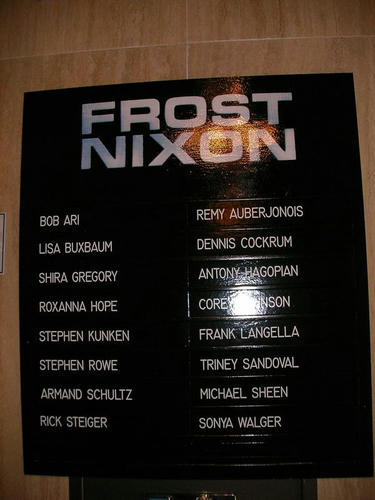 FROST
NIXON
BOB ARI
LISA BUXBAUM
SHIRA GREGORY
ROXANNA HOPE
STEPHEN KUNKEN
STEPHEN ROWE
ARMAND SCHULTZ
RICK STEIGER
REMY AUBERJONOIS
DENNIS COCKRUM
ANTONY HAGOPIAN
COREY
FRANK LANGELLA
TRINEY SANDOVAL
MICHAEL SHEEN
SONYA WALGER